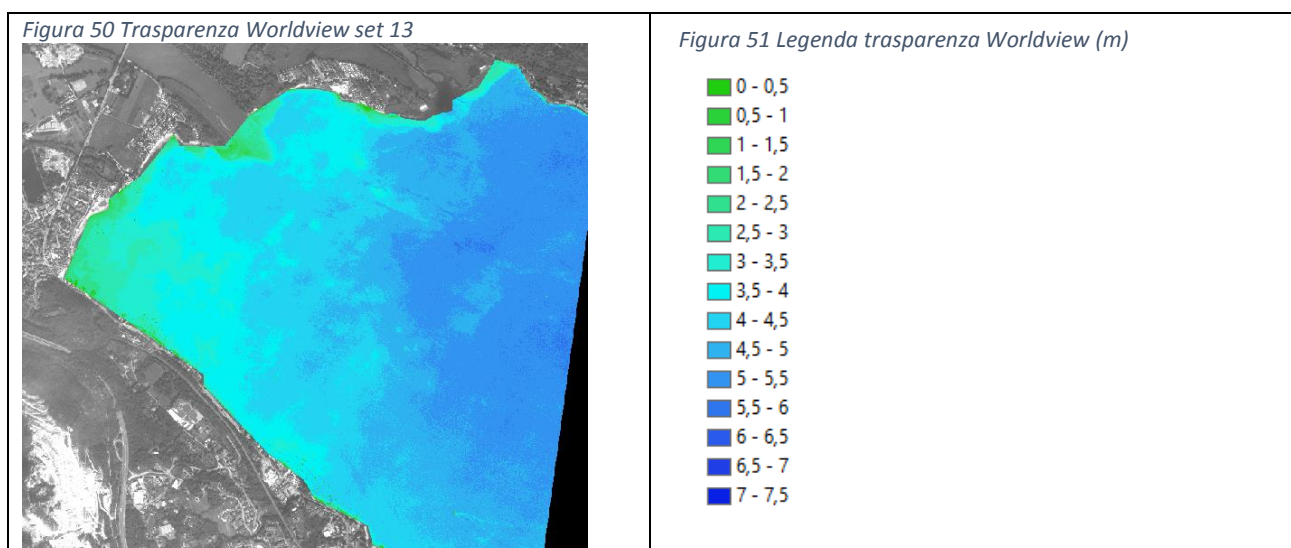 Figura 50 Trasparenza Worldview set 13
Figura 51 Legenda trasparenza Worldview (m)
0 - 0,5
0,5 - 1
1 - 1,5
1,5 - 2
2 - 2,5
2,5 - 3
3 - 3,5
3,5 - 4
4 - 4,5
4,5 - 5
5 - 5,5
5,5 - 6
6 - 6,5
6,5 - 7
7 - 7,5